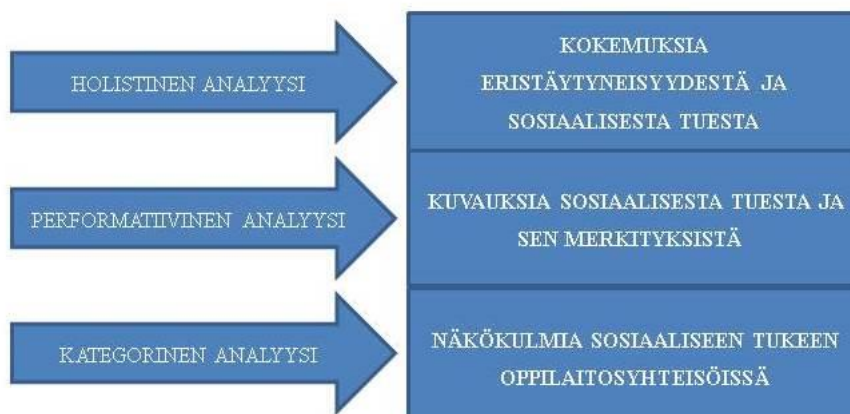 HOLISTINEN ANALYYSI
KOKEMUKSIA
ERISTÄYTYNEISYYDESTÄ JA
SOSIAALISESTA TUESTA
PERFORMATIIVINEN ANALYYSI
KUVAUKSIA SOSIAALISESTA TUESTA JA
SEN MERKITYKSISTÄ
KATEGORINEN ANALYYSI
NÄKÖKULMIA SOSIAALISEEN TUKEEN
OPPILAITOSYHTEISÖISSÄ